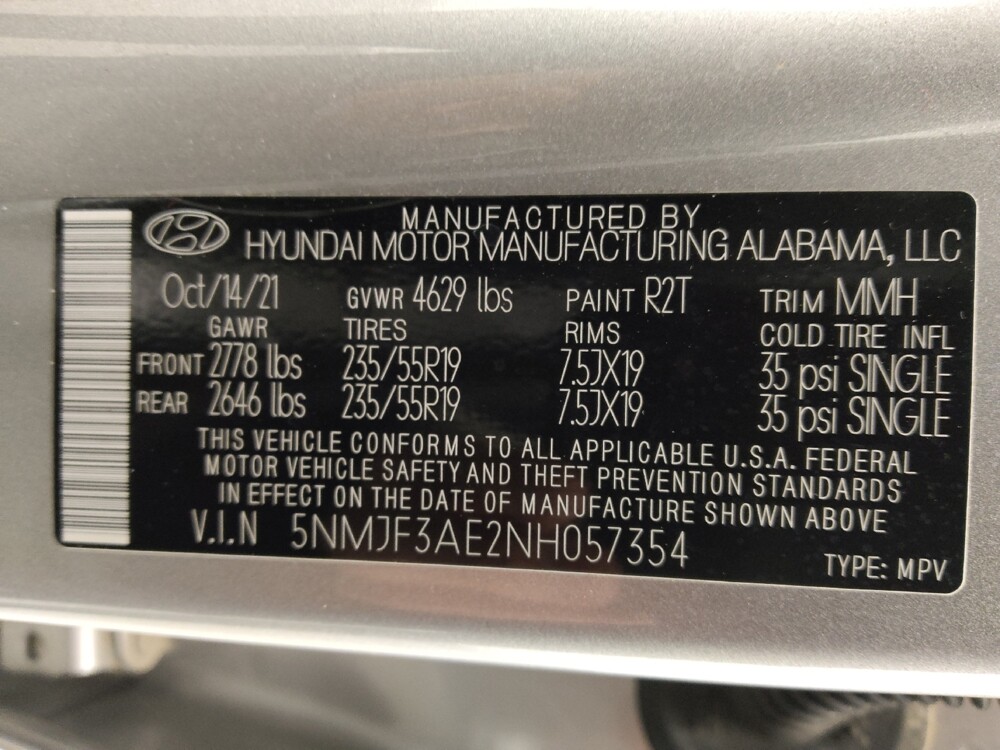 MANUFACTURED BY
HYUNDAI MOTOR MANUFACTURING ALABAMA, LLC
Oct/14/21 GVWR 4629 lbs PAINT R2T TRIM MMH
GAWR TIRES RIMS COLD TIRE INFL
FRONT 2778 lbs 235/55R19 7.5JX19 35 psi SINGLE
REAR 2646 lbs 235/55R19 7.5JX19 35 psi SINGLE
THIS VEHICLE CONFORMS TO ALL APPLICABLE U.S.A. FEDERAL
MOTOR VEHICLE SAFETY AND THEFT PREVENTION STANDARDS
IN EFFECT ON THE DATE OF MANUFACTURE SHOWN ABOVE
V.I.N 5NMJF3AE2NH057354
TYPE: MPV